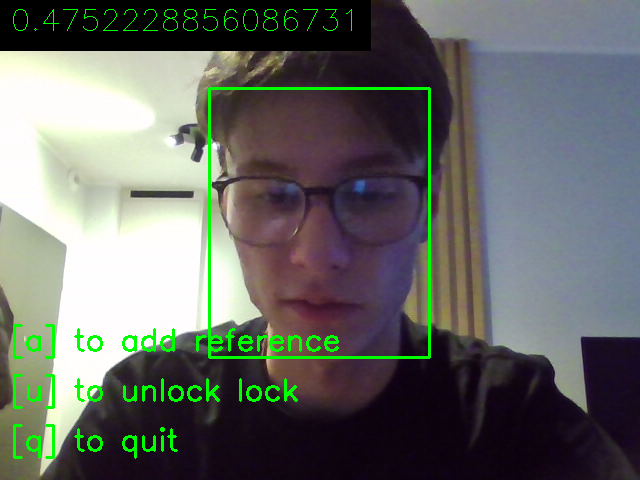 0.4752228856086731
[a] to add reference
[u] to unlock lock
[q] to quit